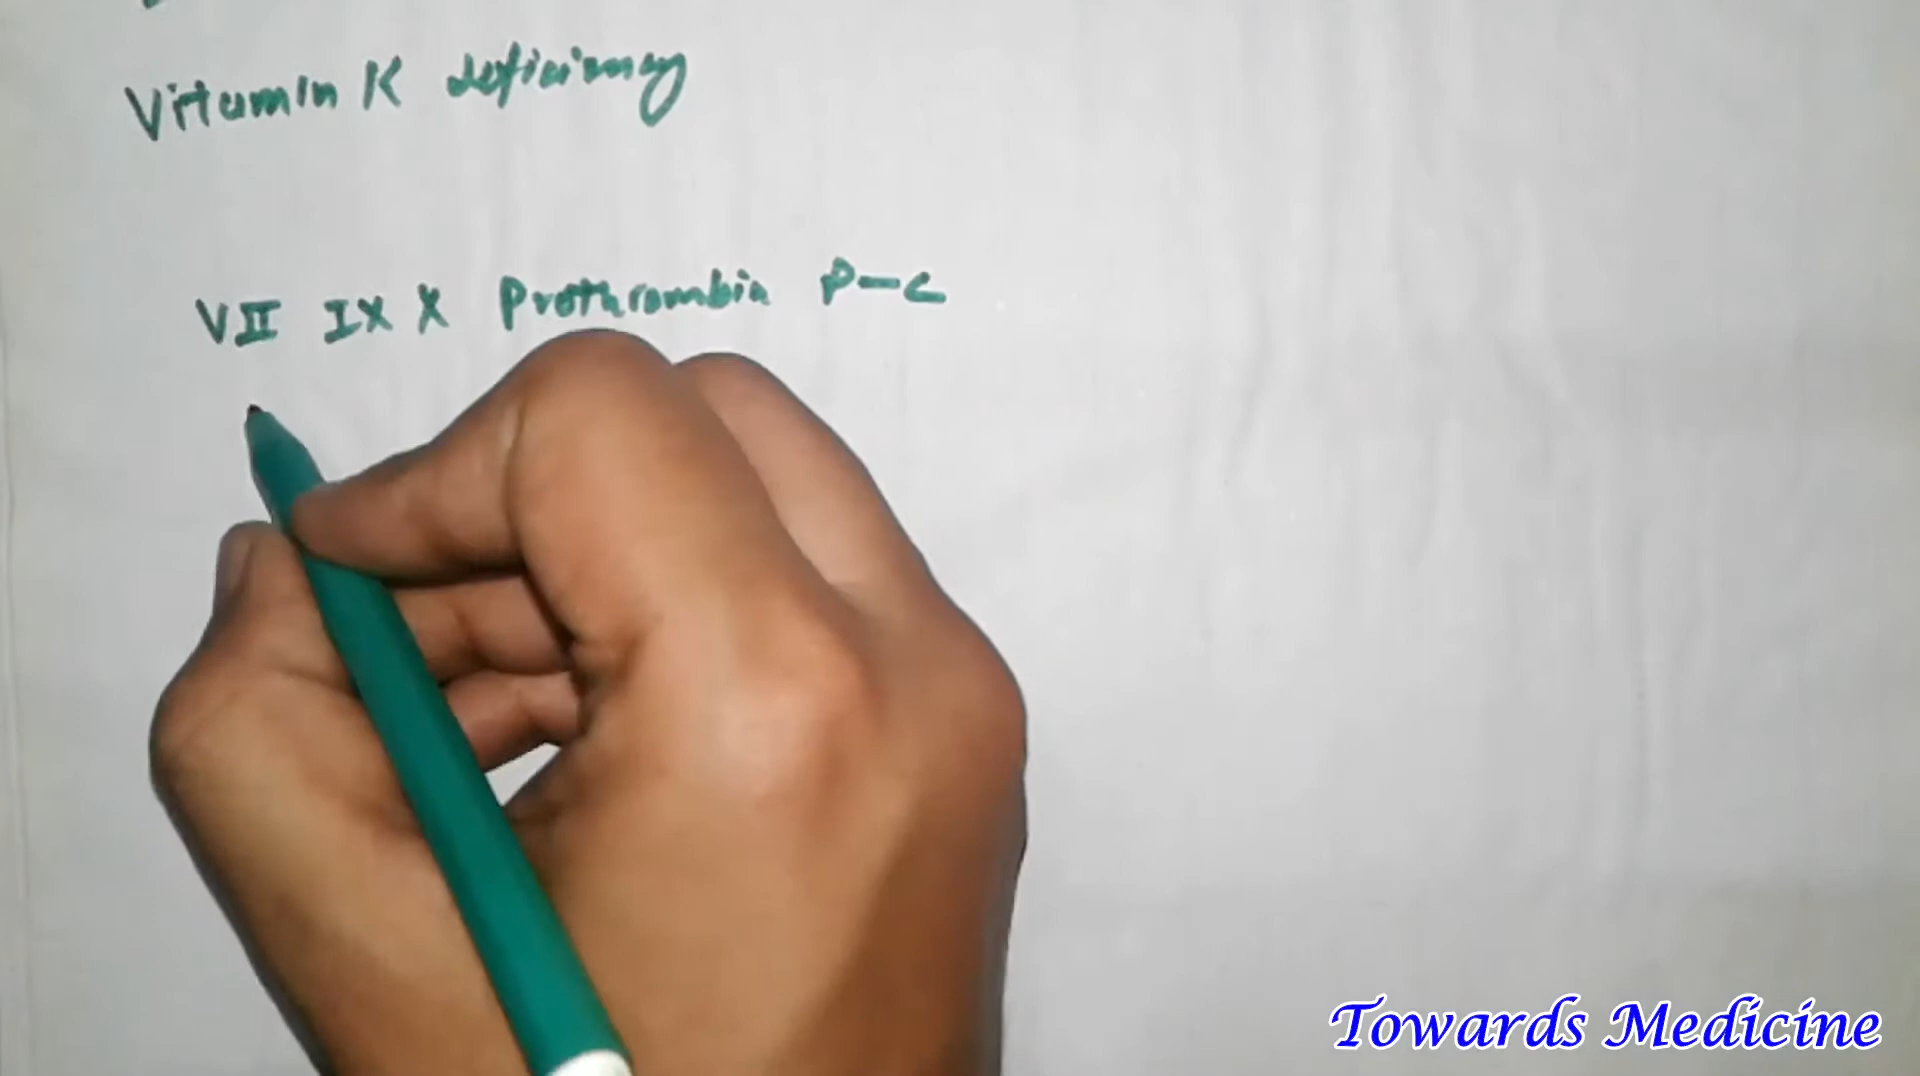 Vitamin K deficiency
VII IX X Prothrombin P-C
Towards Medicine